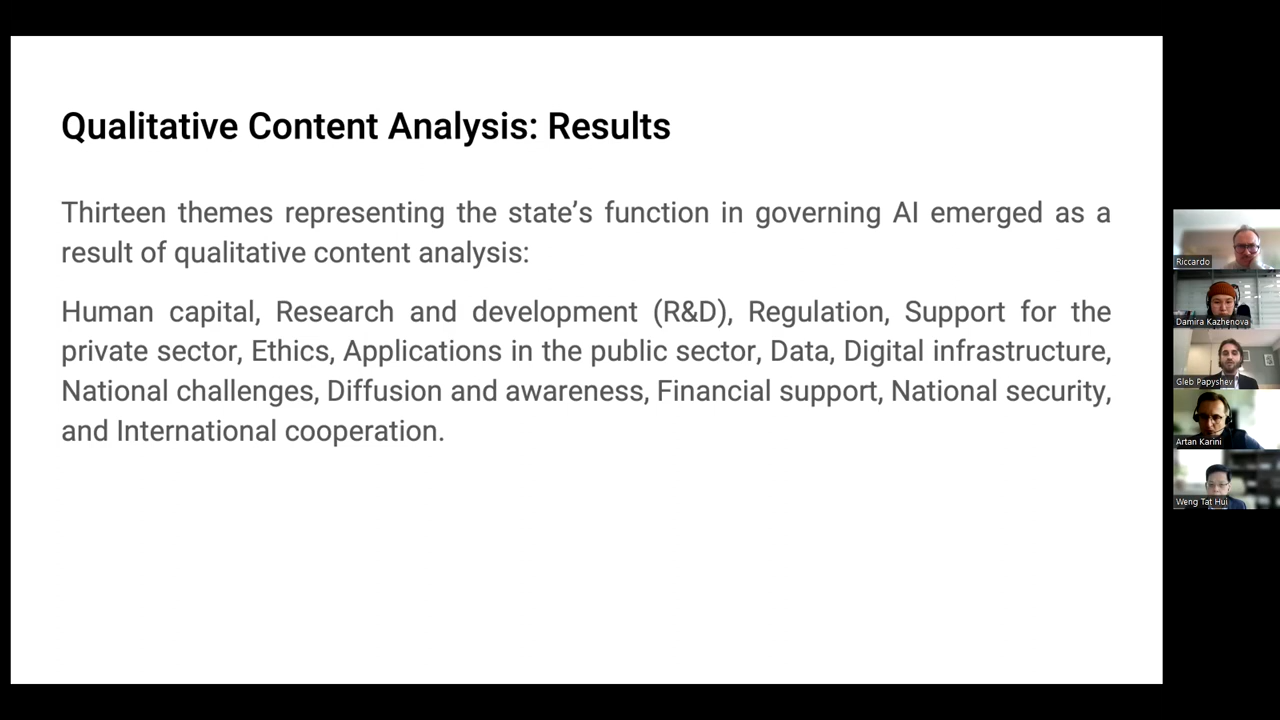 Qualitative Content Analysis: Results
Thirteen themes representing the state’s function in governing AI emerged as a
result of qualitative content analysis:
Human capital, Research and development (R&D), Regulation, Support for the
private sector, Ethics, Applications in the public sector, Data, Digital infrastructure,
National challenges, Diffusion and awareness, Financial support, National security,
and International cooperation.
Riccardo
Damira Kazhenova
Gleb Papyshev
Artan Karini
Weng Tat Hui